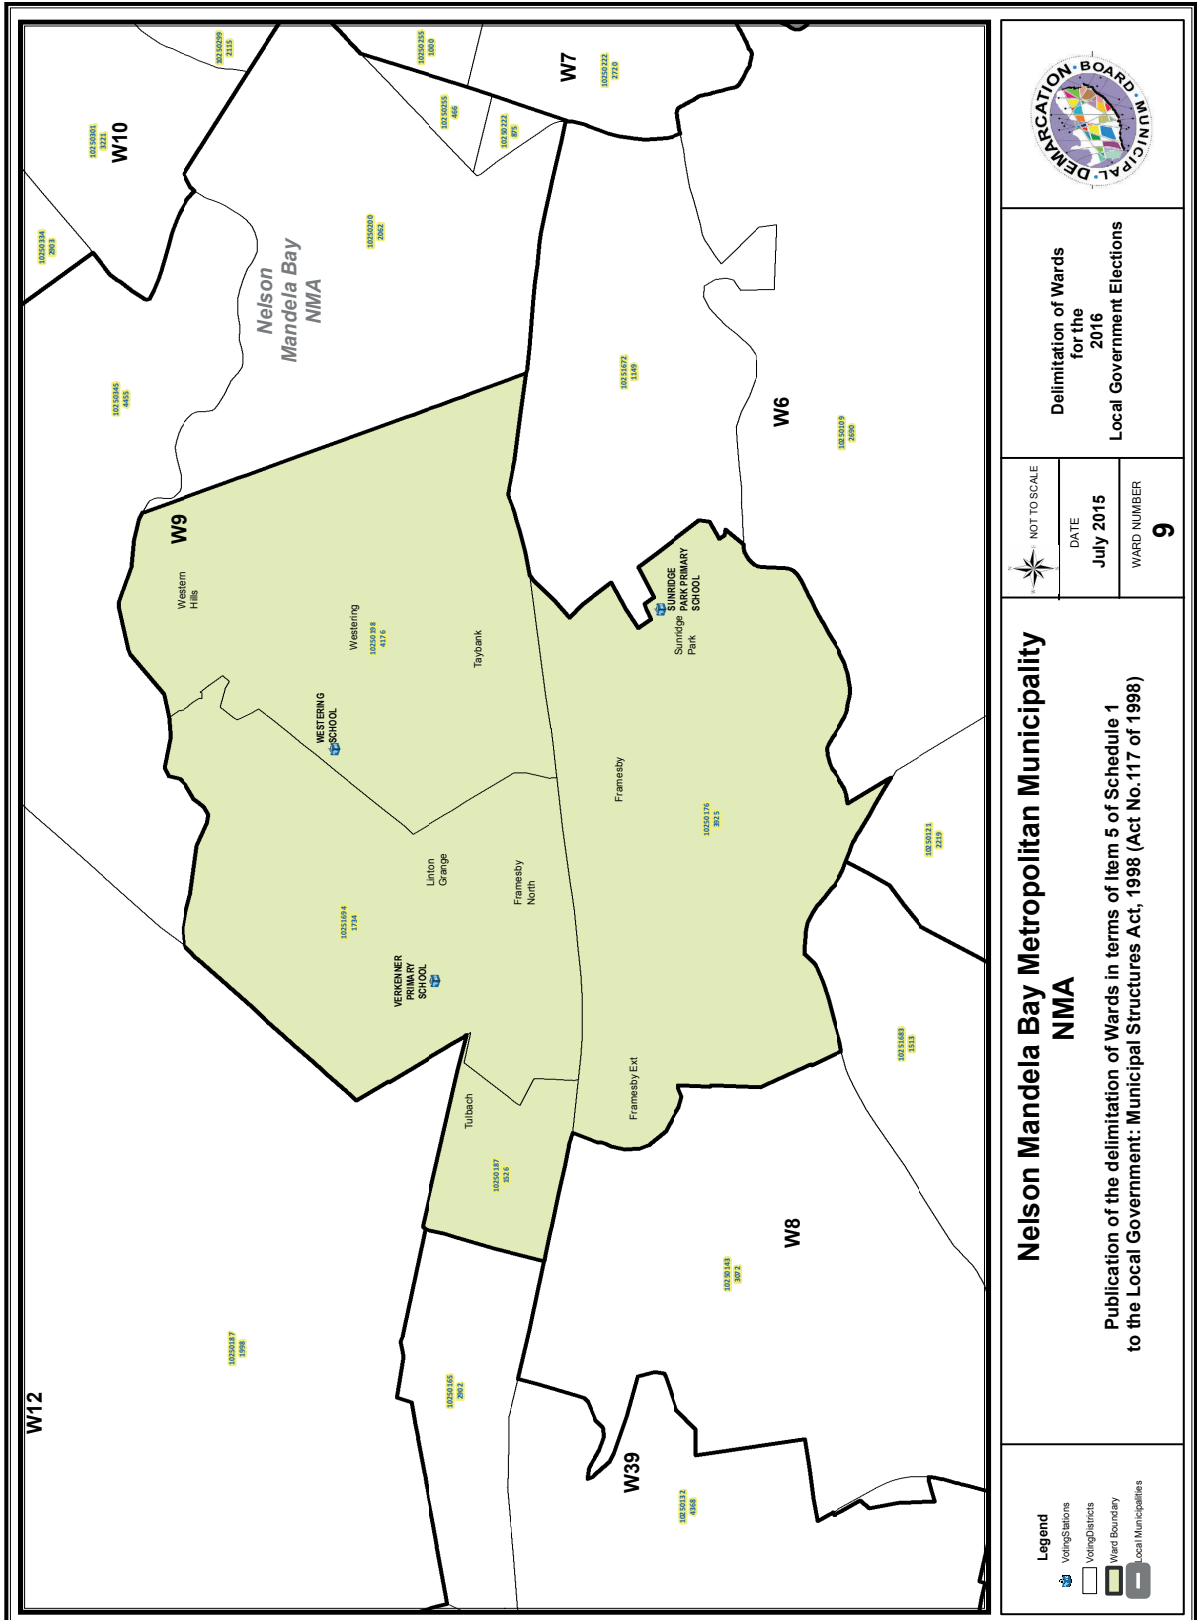 W12
10250187
1998
10250165
2902
W39
10250132
4368
W8
10250143
3072
10251683
1513
10250121
2219
10250334
2903
10250301
3221
W10
10250299
2115
10250345
4455
Nelson
Mandela Bay
NMA
10250200
2062
10250255
1000
10250255
466
10250222
875
W7
10250222
2720
10251672
1149
W6
10250109
2690
W9
Western
Hills
Westering
10250198
4176
WESTERING
SCHOOL
Taybank
10251694
1734
Linton
Grange
VERKENNER
PRIMARY
SCHOOL
Framesby
North
Tulbach
10250187
1526
Framesby Ext
Framesby
10250176
3925
SUNRIDGE
PARK PRIMARY
SCHOOL
Sunridge
Park
Legend
VotingStations
VotingDistricts
Ward Boundary
Local Municipalities
Nelson Mandela Bay Metropolitan Municipality
NMA
Publication of the delimitation of Wards in terms of Item 5 of Schedule 1
to the Local Government: Municipal Structures Act, 1998 (Act No.117 of 1998)
NOT TO SCALE
DATE
July 2015
WARD NUMBER
9
Delimitation of Wards
for the
2016
Local Government Elections
MUNICIPAL · DEMARCATION · BOARD ·